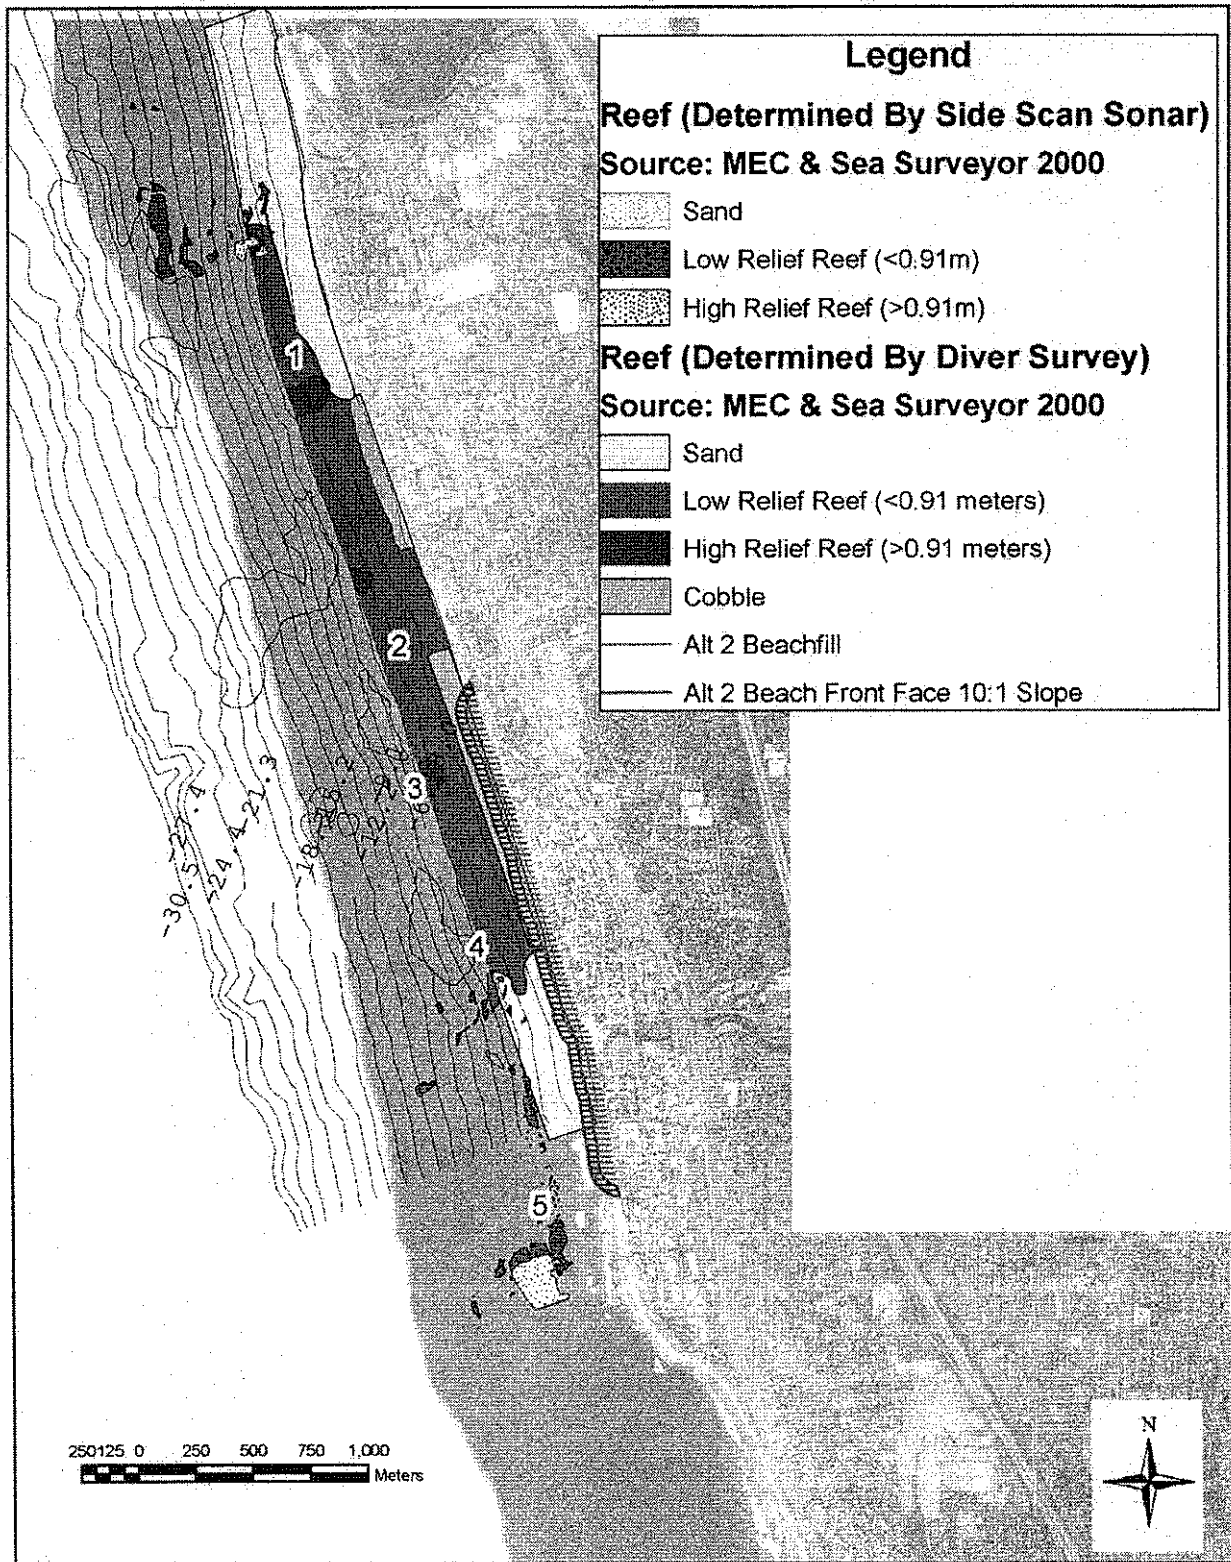 Legend
Reef (Determined By Side Scan Sonar)
Source: MEC & Sea Surveyor 2000
Sand
Low Relief Reef (<0.91m)
High Relief Reef (>0.91m)
Reef (Determined By Diver Survey)
Source: MEC & Sea Surveyor 2000
Sand
Low Relief Reef (<0.91 meters)
High Relief Reef (>0.91 meters)
Cobble
Alt 2 Beachfill
Alt 2 Beach Front Face 10:1 Slope
1
2
3
4
5
-30.5
-27.4
-24.4
-21.3
250 125 0 250 500 750 1,000
Meters
N